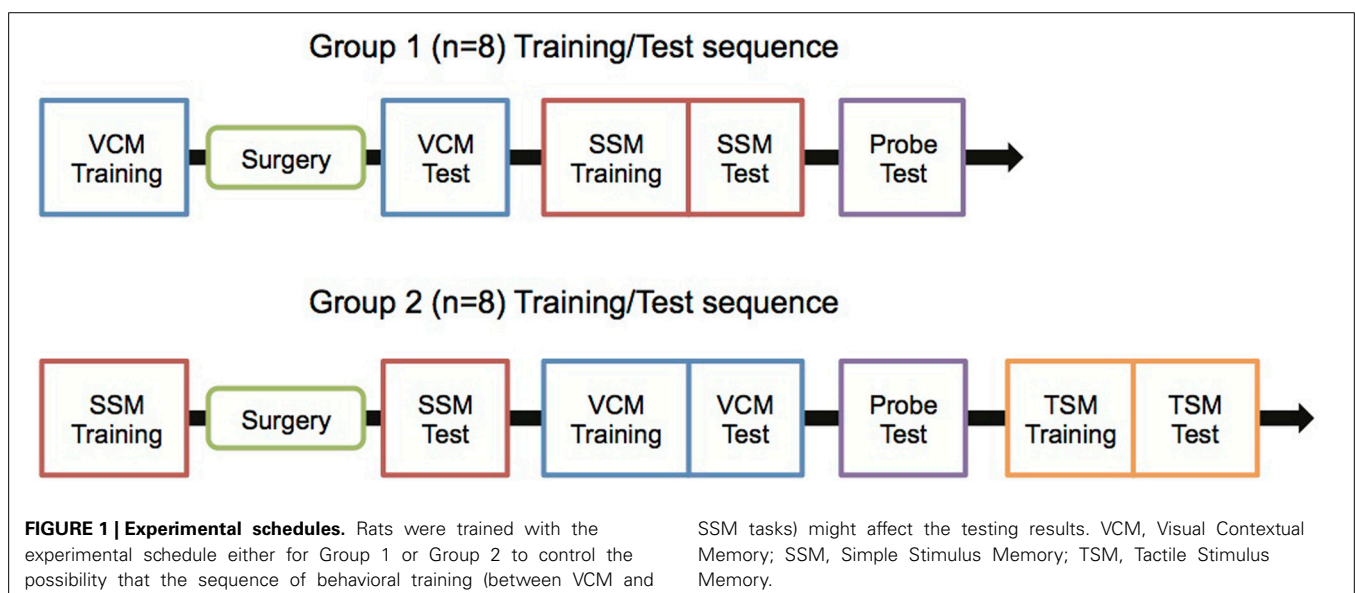 Group 1 (n=8) Training/Test sequence
VCM
Training
Surgery
VCM
Test
SSM
Training
SSM
Test
Probe
Test
Group 2 (n=8) Training/Test sequence
SSM
Training
Surgery
SSM
Test
VCM
Training
VCM
Test
Probe
Test
TSM
Training
TSM
Test
FIGURE 1 | Experimental schedules. Rats were trained with the
experimental schedule either for Group 1 or Group 2 to control the
possibility that the sequence of behavioral training (between VCM and
SSM tasks) might affect the testing results. VCM, Visual Contextual
Memory; SSM, Simple Stimulus Memory; TSM, Tactile Stimulus
Memory.